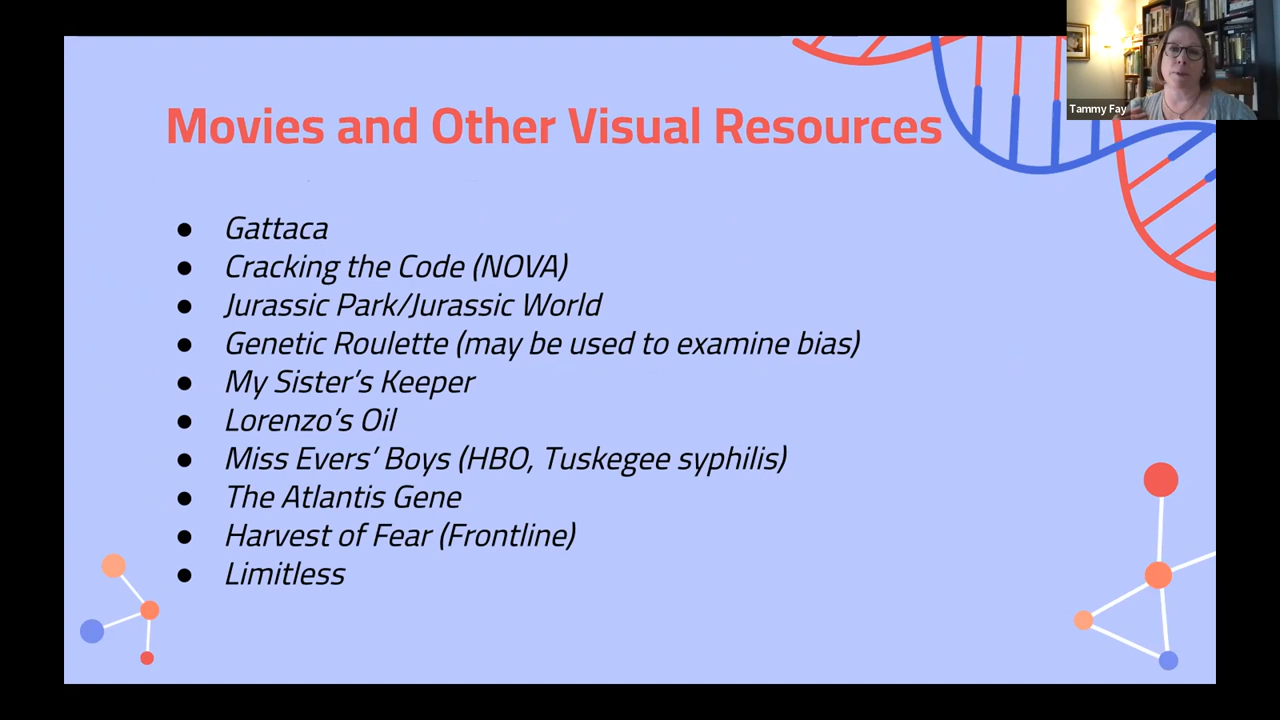 Tammy Fay
Movies and Other Visual Resources
● Gattaca
● Cracking the Code (NOVA)
● Jurassic Park/Jurassic World
● Genetic Roulette (may be used to examine bias)
● My Sister’s Keeper
● Lorenzo’s Oil
● Miss Evers’ Boys (HBO, Tuskegee syphilis)
● The Atlantis Gene
● Harvest of Fear (Frontline)
● Limitless